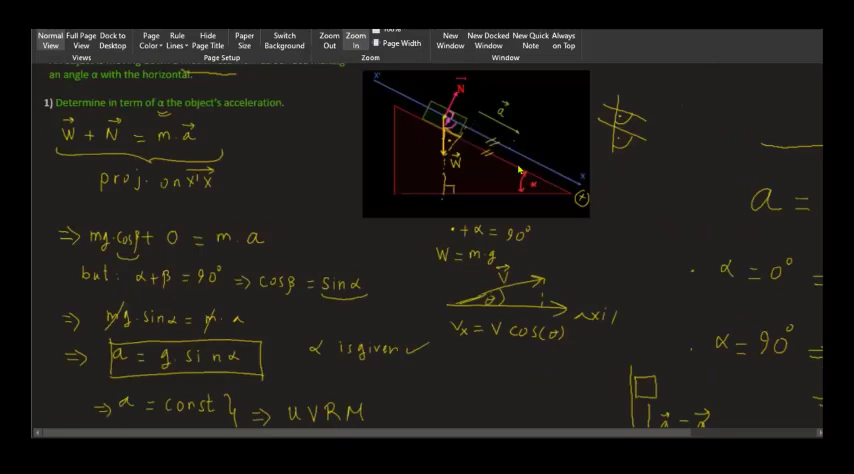 Normal View
Full Page View
Dock to Desktop
Page Color
Rule Lines
Hide Page Title
Paper Size
Switch Background
Zoom Out
Zoom In
Page Width
New Window
New Docked Window
New Quick Note
Always on Top
Views
Page Setup
Zoom
Window
an angle α with the horizontal.
1) Determine in term of α the object's acceleration.
W + N = m. a
proj. on x'x
⇒ mg.cosβ + 0 = m. a
but: α+β = 90° ⇒ cosβ = sinα
⇒ mg. sinα = m. a
⇒ a = g. sin α
α is given ✓
⇒ a = const } ⇒ UVRM
x'
N
a
W
α
x
+ α = 90°
W = m.g
V
θ
axis
Vx = V cos(θ)
a =
. α = 0°
. α = 90°